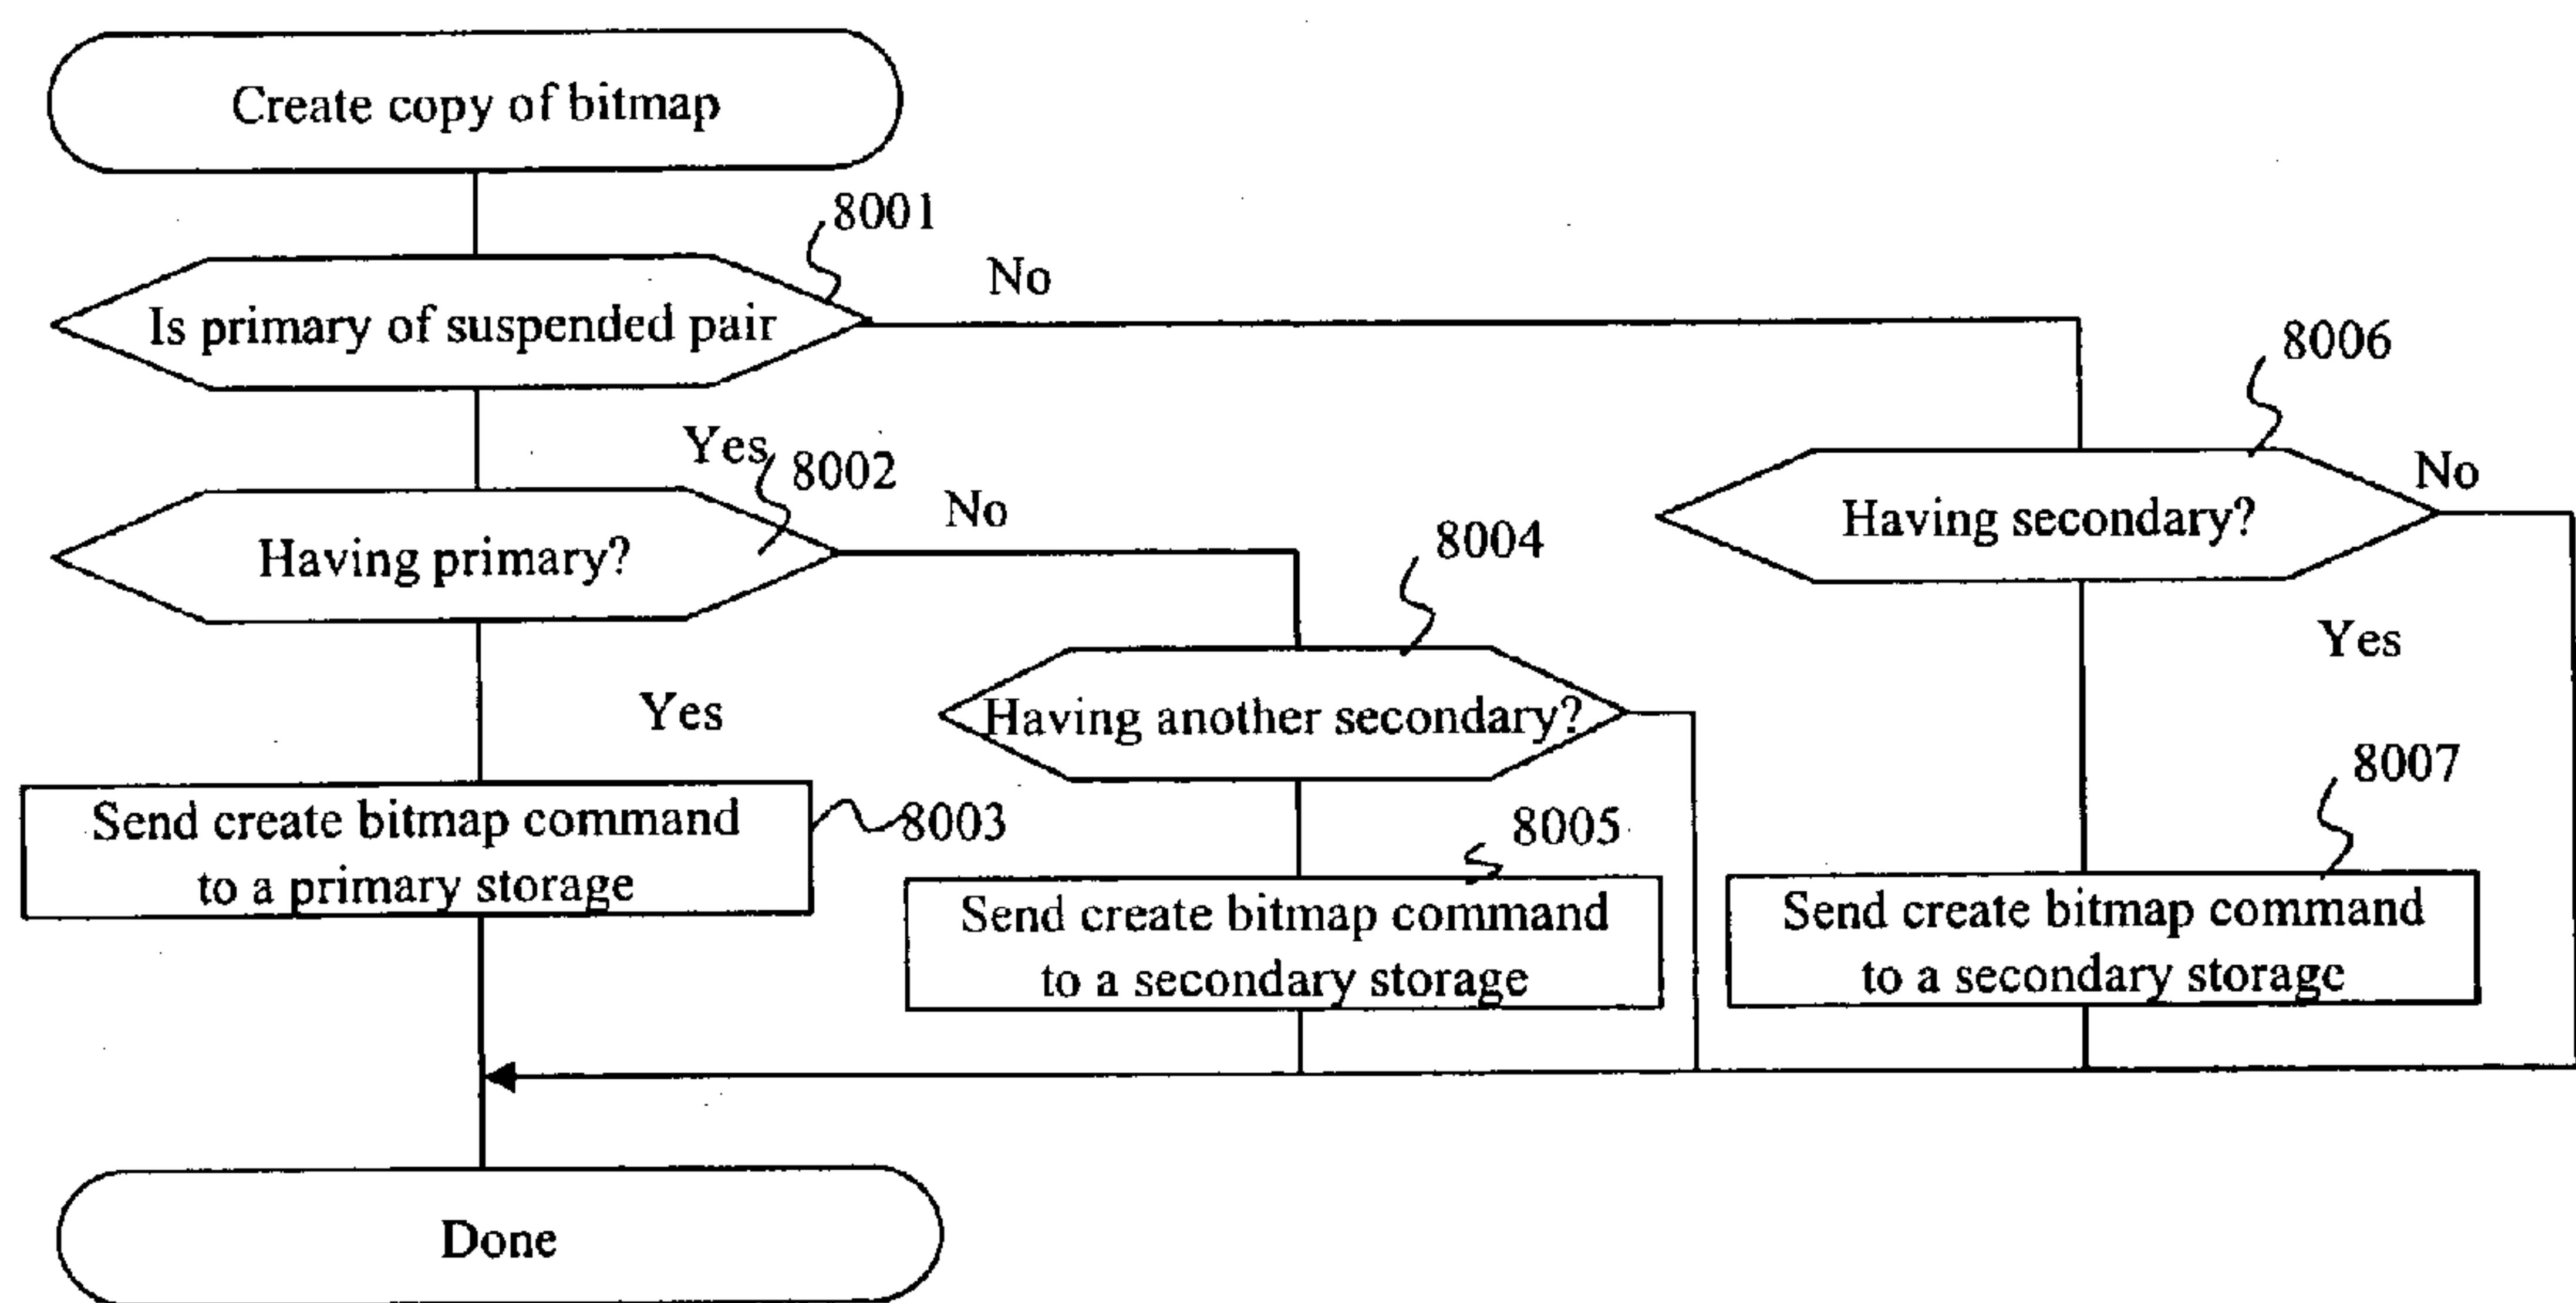 Create copy of bitmap
8001
No
Is primary of suspended pair
8006
Yes
8002
No
No
Having secondary?
8004
Having primary?
Yes
Yes
Having another secondary?
8007
8003
8005
Send create bitmap command
to a primary storage
Send create bitmap command
to a secondary storage
Send create bitmap command
to a secondary storage
Done